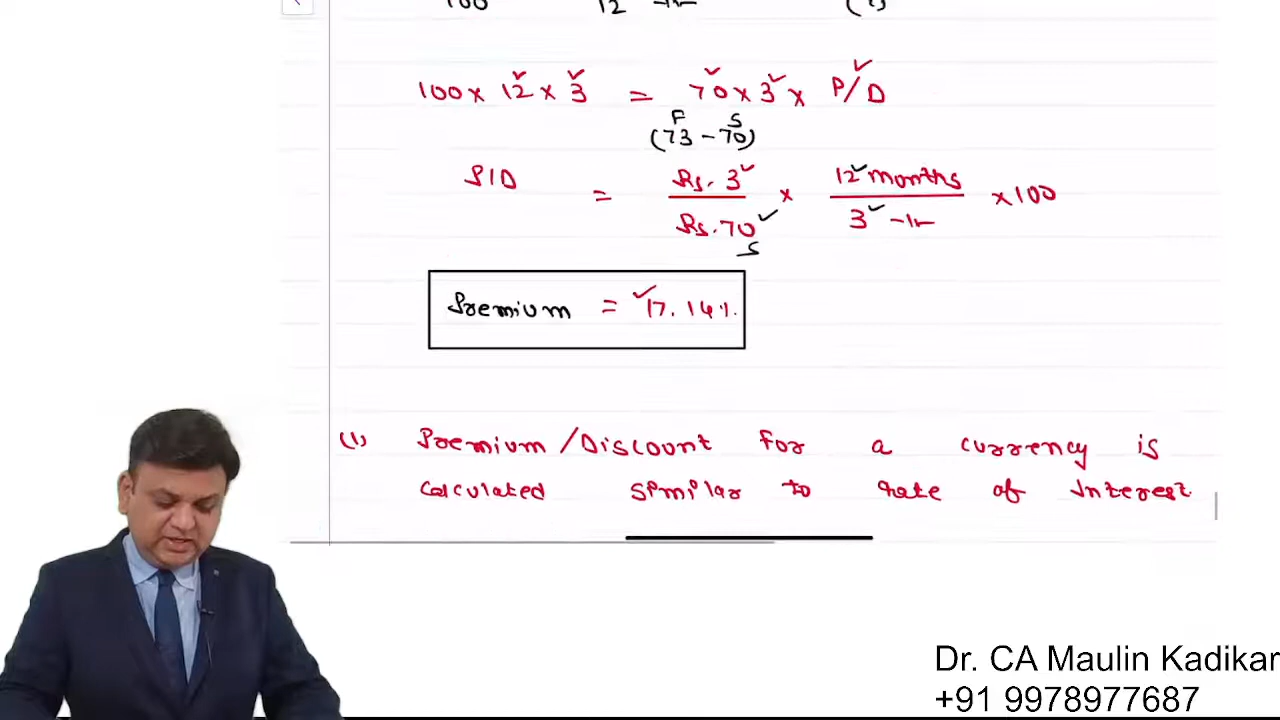 100 × 12 × 3 = 70 × 3 × P/D
F S
(73 - 70)
P/D = Rs. 3 / Rs. 70 × 12 months / 3 -1r- × 100
S
Premium = 17.14%
(1) Premium / Discount for a currency is
calculated similar to Rate of Interest
Dr. CA Maulin Kadikar
+91 9978977687